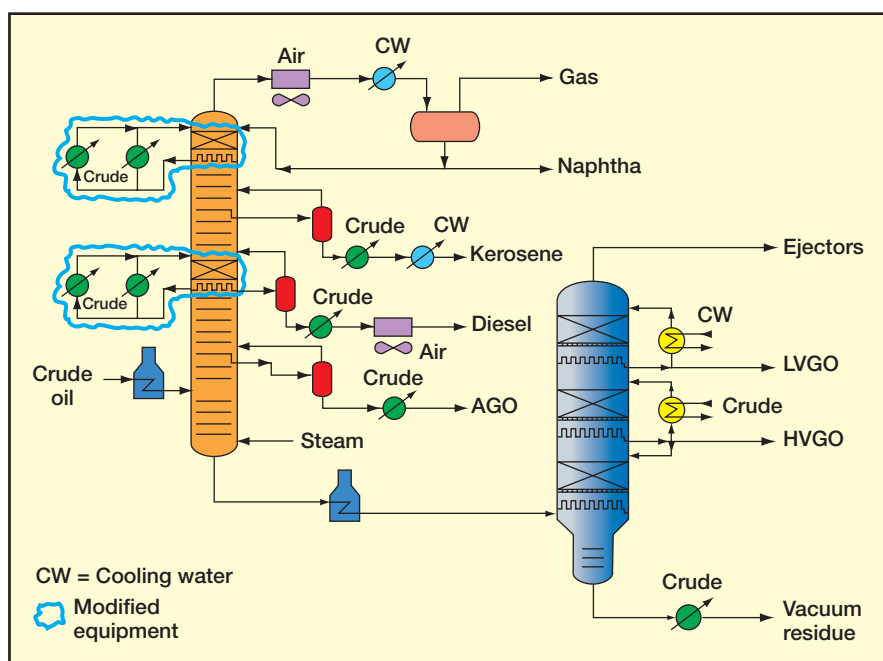 Air
CW
Gas
Crude
Naphtha
Crude
CW
Kerosene
Ejectors
Crude
Crude
Diesel
Air
CW
LVGO
Crude
oil
Crude
AGO
Crude
HVGO
Steam
CW = Cooling water
Modified
equipment
Crude
Vacuum
residue